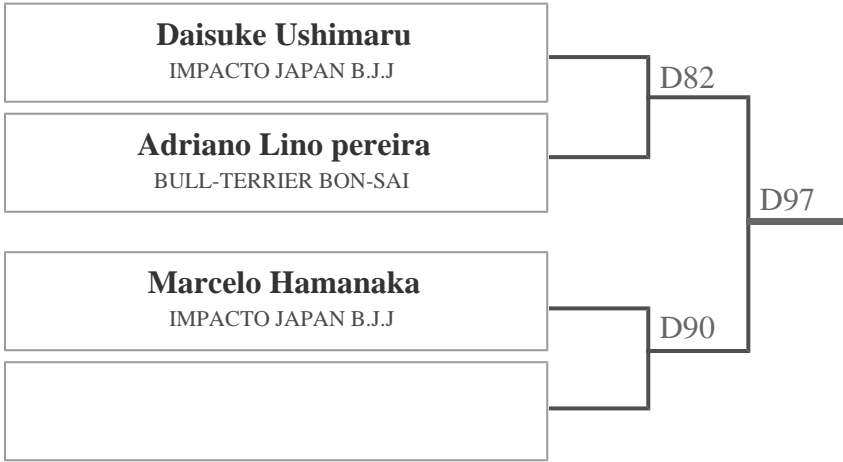 Daisuke Ushimaru
IMPACTO JAPAN B.J.J
D82
Adriano Lino pereira
BULL-TERRIER BON-SAI
D97
Marcelo Hamanaka
IMPACTO JAPAN B.J.J
D90